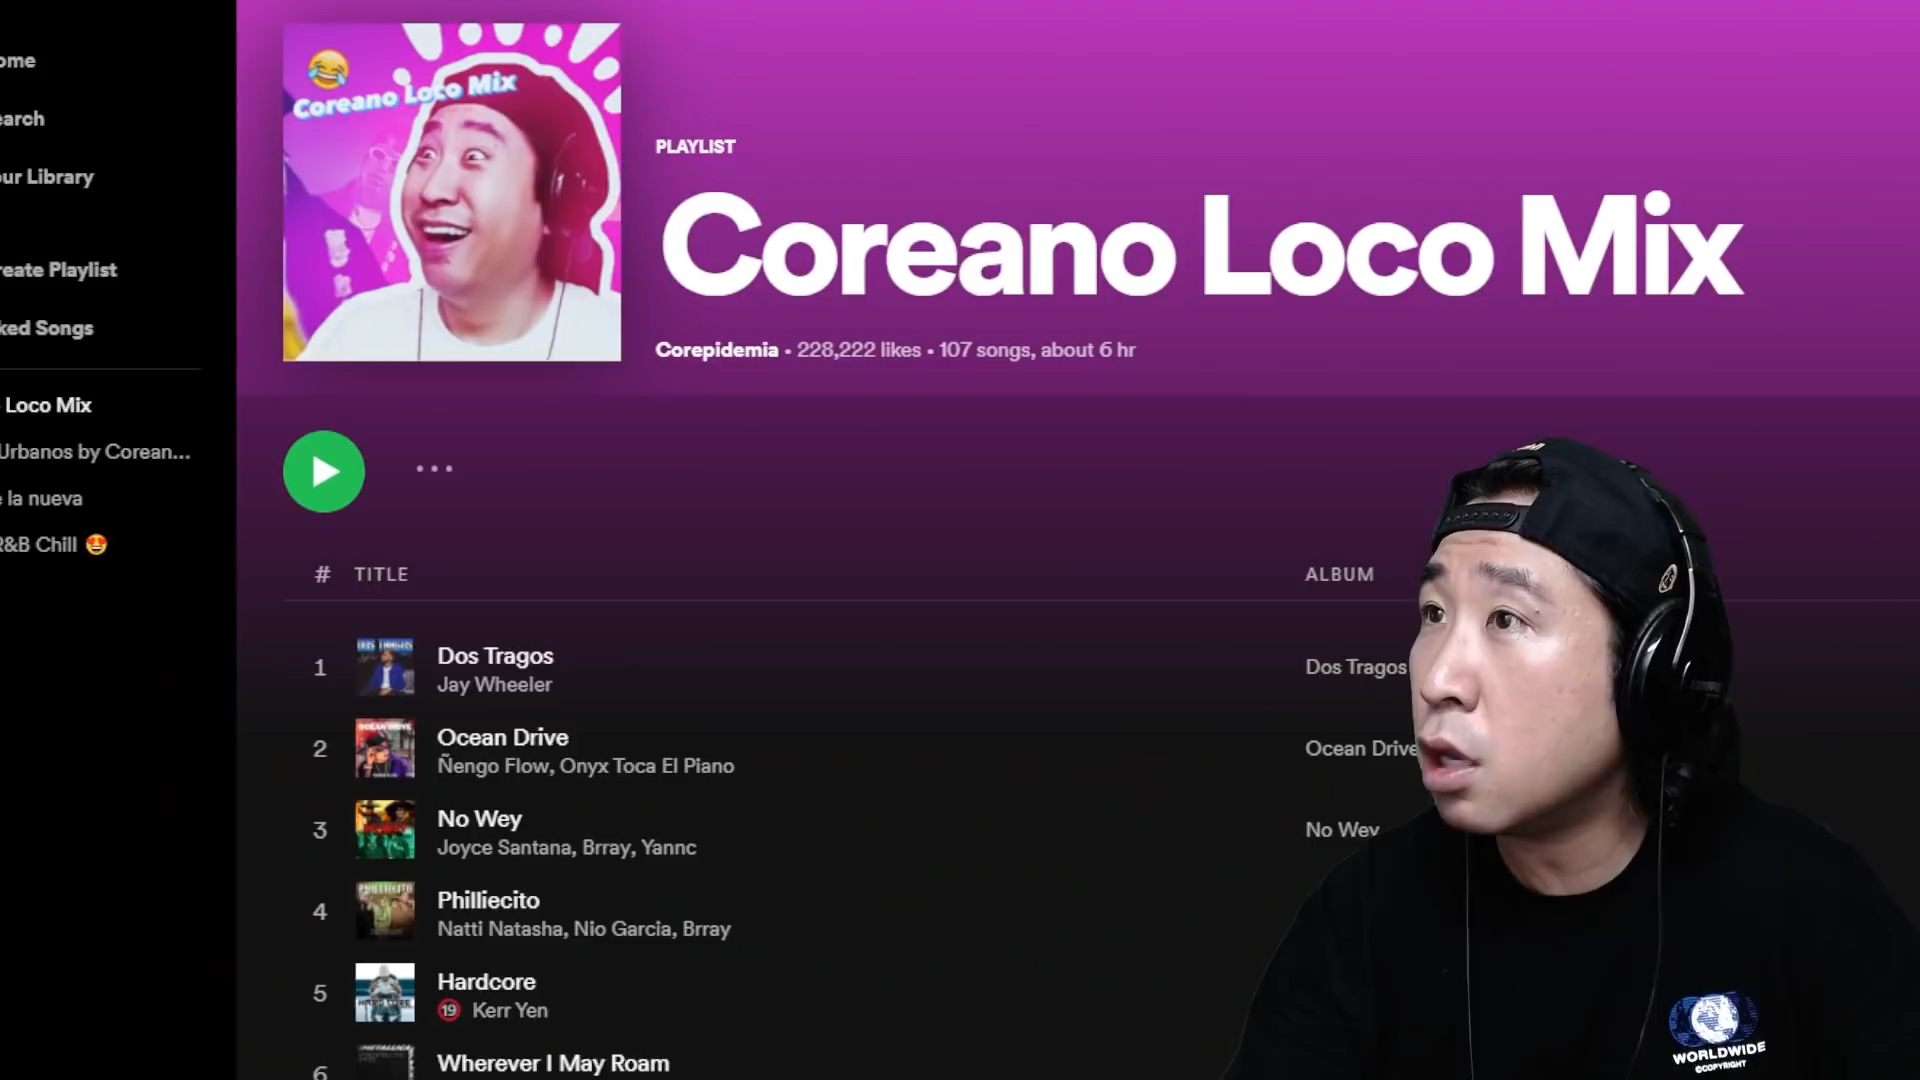 ome
earch
our Library
reate Playlist
ked Songs
Loco Mix
Urbanos by Corean...
e la nueva
R&B Chill
Coreano Loco Mix
PLAYLIST
Coreano Loco Mix
Corepidemia • 228,222 likes • 107 songs, about 6 hr
# TITLE ALBUM
1 Dos Tragos Dos Tragos
Jay Wheeler
2 Ocean Drive Ocean Drive
Ñengo Flow, Onyx Toca El Piano
3 No Wey No Wey
Joyce Santana, Brray, Yannc
4 Philliecito
Natti Natasha, Nio Garcia, Brray
5 Hardcore
19 Kerr Yen
6 Wherever I May Roam
WORLDWIDE
©COPYRIGHT